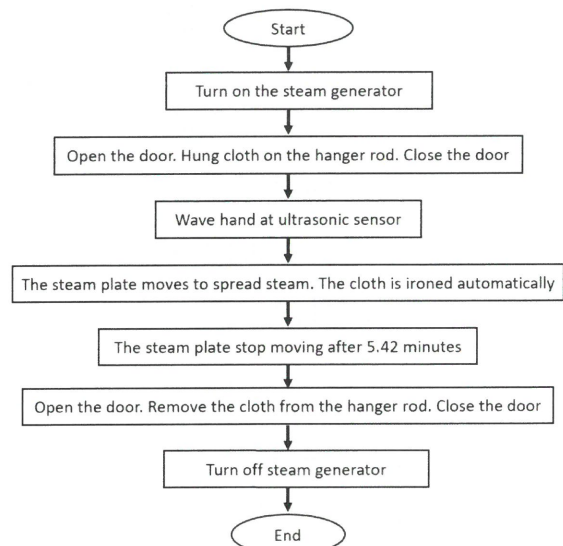 Start
Turn on the steam generator
Open the door. Hung cloth on the hanger rod. Close the door
Wave hand at ultrasonic sensor
The steam plate moves to spread steam. The cloth is ironed automatically
The steam plate stop moving after 5.42 minutes
Open the door. Remove the cloth from the hanger rod. Close the door
Turn off steam generator
End